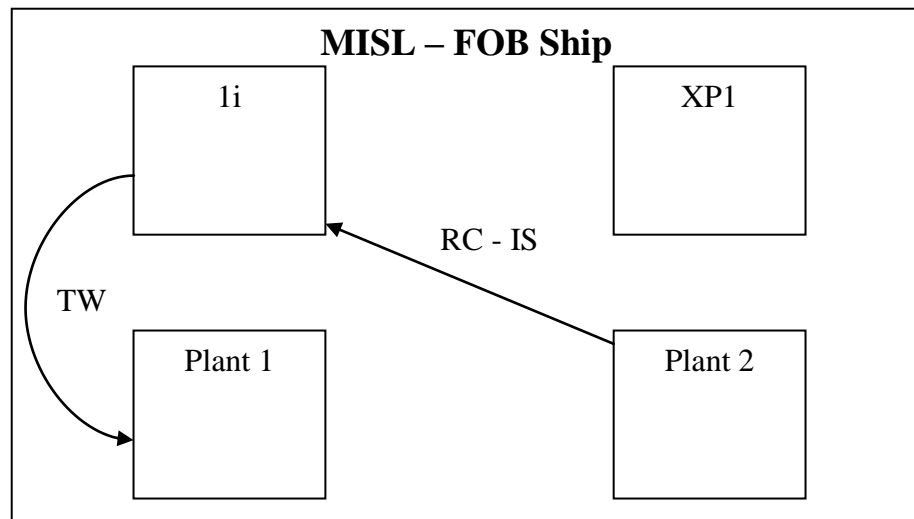 MISL – FOB Ship
1i
XP1
RC - IS
TW
Plant 1
Plant 2